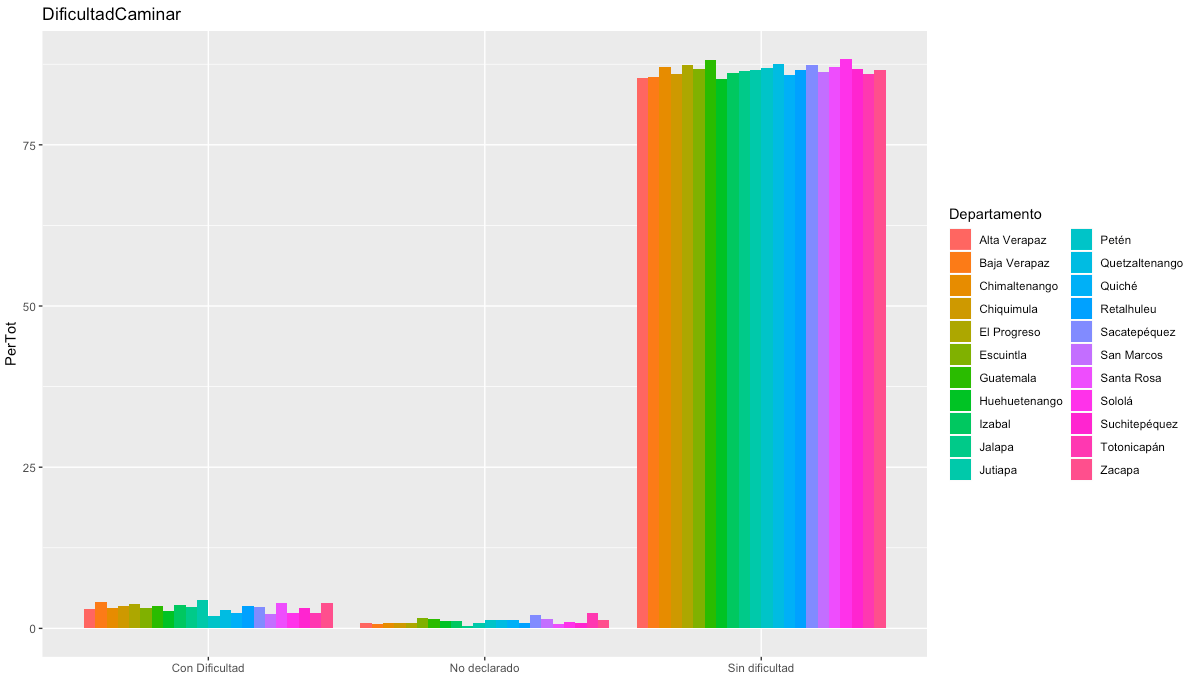 DificultadCaminar
PerTot
75
50
25
0
Con Dificultad
No declarado
Sin dificultad
Departamento
Alta Verapaz
Baja Verapaz
Chimaltenango
Chiquimula
El Progreso
Escuintla
Guatemala
Huehuetenango
Izabal
Jalapa
Jutiapa
Petén
Quetzaltenango
Quiché
Retalhuleu
Sacatepéquez
San Marcos
Santa Rosa
Sololá
Suchitepéquez
Totonicapán
Zacapa